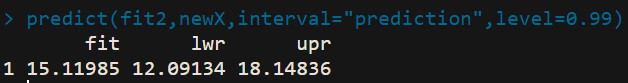 > predict(fit2,newX,interval="prediction",level=0.99)
fit lwr upr
1 15.11985 12.09134 18.14836